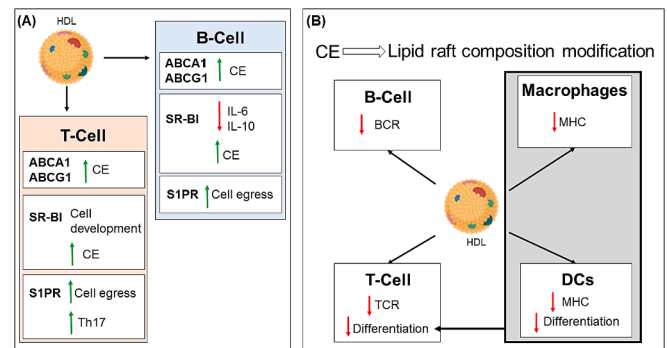 (A)
HDL
B-Cell
ABCA1
ABCG1
CE
SR-BI
IL-6
IL-10
CE
S1PR
Cell egress
T-Cell
ABCA1
ABCG1
CE
SR-BI
Cell
development
CE
S1PR
Cell egress
Th17
(B)
CE
Lipid raft composition modification
B-Cell
BCR
Macrophages
MHC
HDL
T-Cell
TCR
Differentiation
DCs
MHC
Differentiation